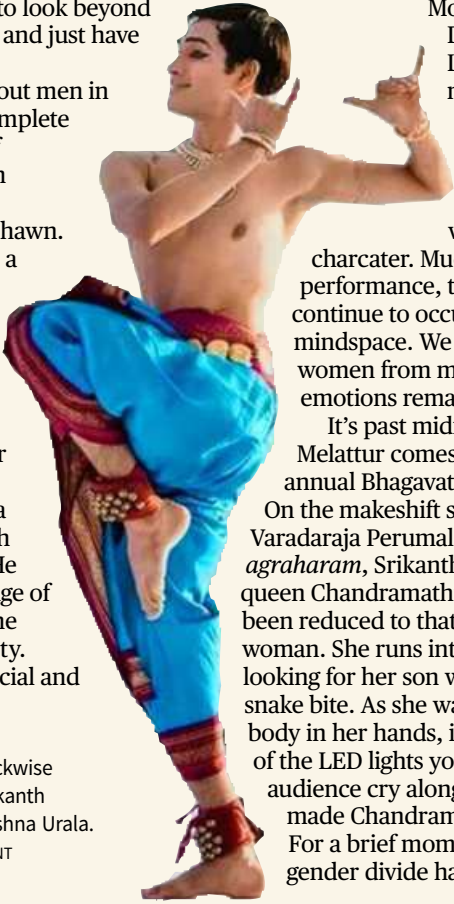 to look beyond
and just have
out men in
mplete
hawn.
a
r
a
h
He
ge of
ne
ty.
cial and
ckwise
kanth
shna Urala.
NT
Mo
D
charcater. Mu
performance, t
continue to occu
mindspace. We
women from m
emotions rema
It’s past mid
Melattur comes
annual Bhagavat
On the makeshift s
Varadaraja Perumal
agraharam, Srikanth
queen Chandramath
been reduced to that
woman. She runs int
looking for her son w
snake bite. As she wa
body in her hands, i
of the LED lights yo
audience cry along
made Chandram
For a brief mom
gender divide ha